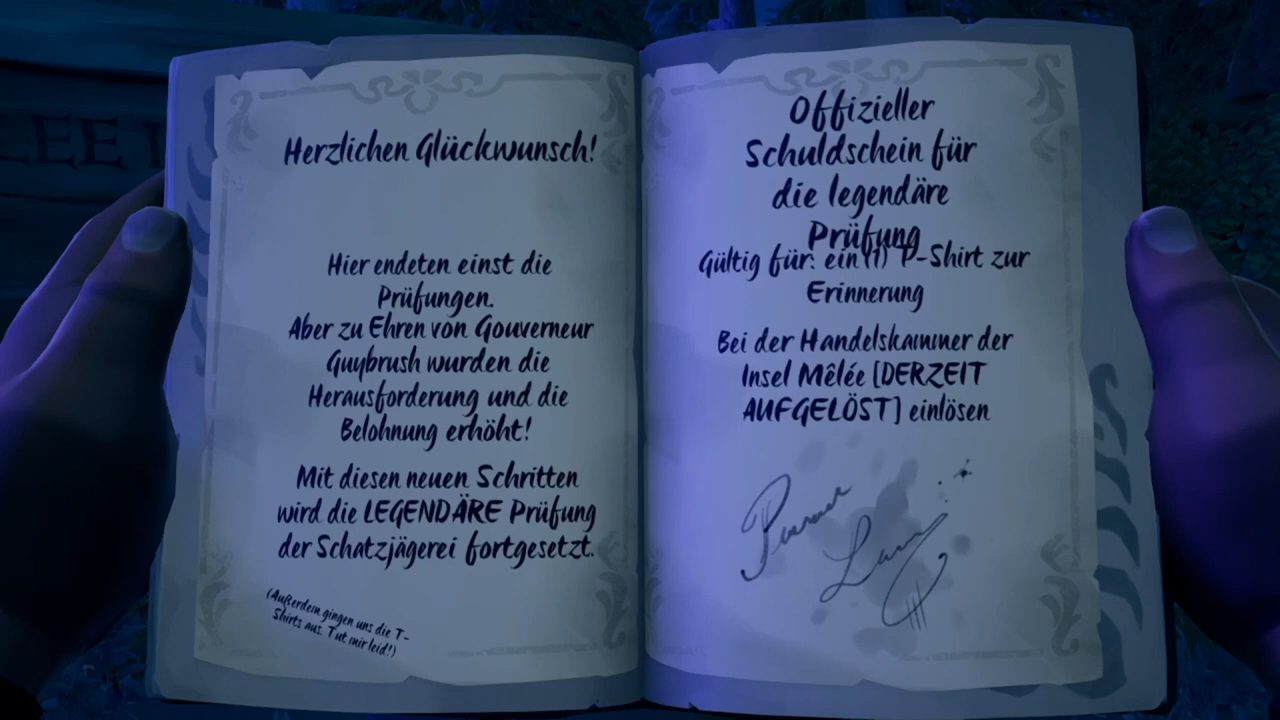 Herzlichen Glückwunsch!
Hier endeten einst die
Prüfungen.
Aber zu Ehren von Gouverneur
Guybrush wurden die
Herausforderung und die
Belohnung erhöht!
Mit diesen neuen Schritten
wird die LEGENDÄRE Prüfung
der Schatzjägerei fortgesetzt.
(Außerdem gingen uns die T-
Shirts aus. Tut mir leid!)
Offizieller
Schuldschein für
die legendäre
Prüfung
Gültig für: ein (1) T-Shirt zur
Erinnerung
Bei der Handelskammer der
Insel Mêlée [DERZEIT
AUFGELÖST] einlösen